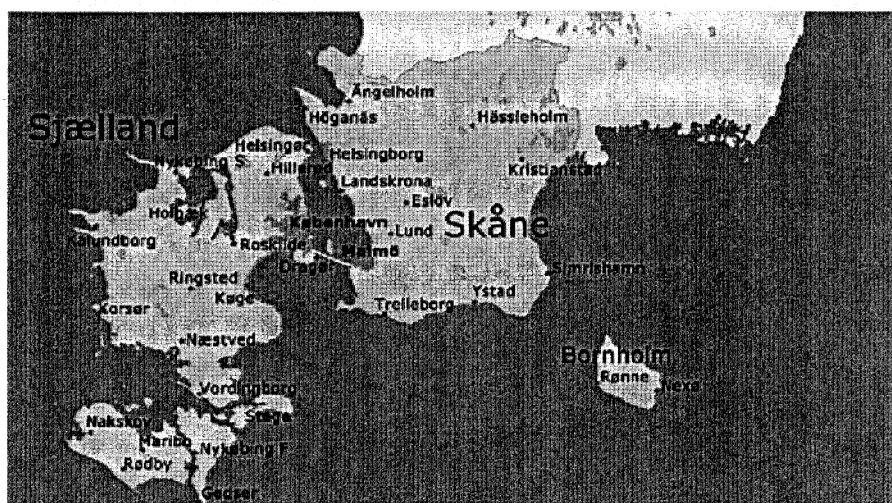 Ängelholm
Höganäs
Hässleholm
Sjælland
Helsingør
Helsingborg
Nykøbing S
Hillerød
Kristianstad
Landskrona
Holbæk
Eslöv
København
Skåne
Lund
Kalundborg
Roskilde
Malmö
Dragør
Simrishamn
Ringsted
Køge
Ystad
Korsør
Trelleborg
Næstved
Bornholm
Rønne
Nexø
Vordingborg
Stege
Nakskov
Maribo
Nykøbing F
Rødby
Gedser